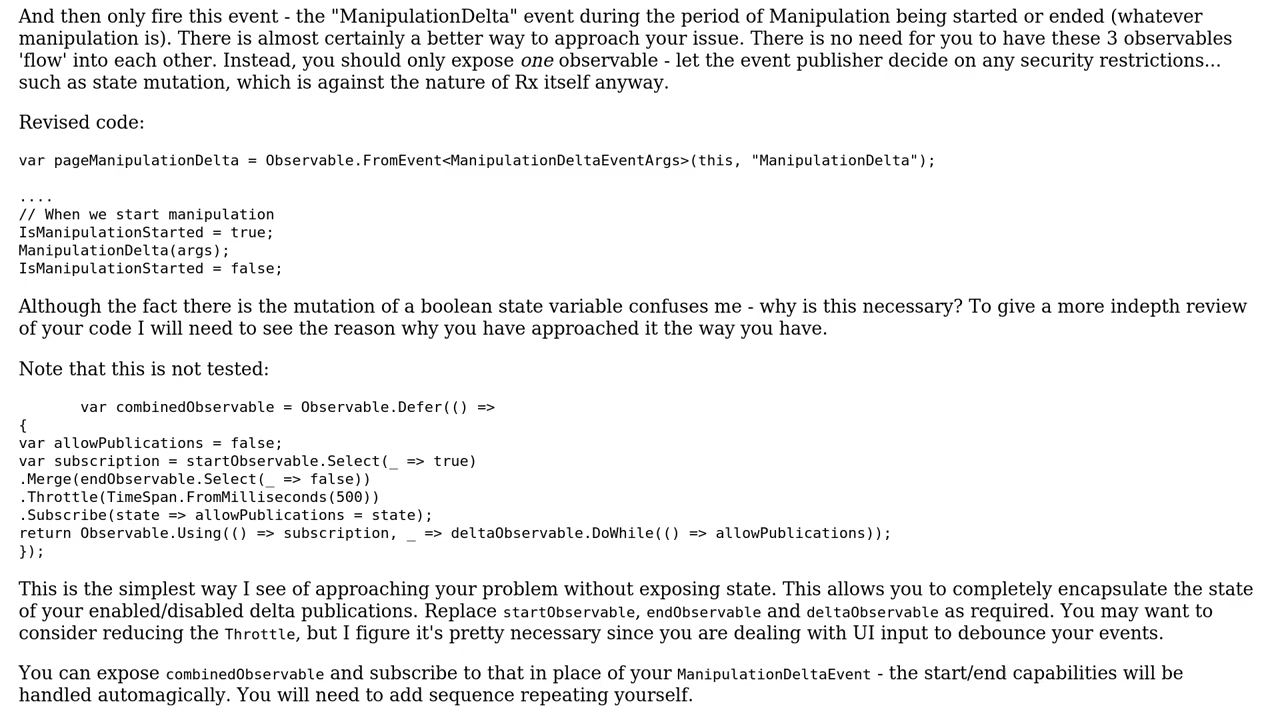 And then only fire this event - the "ManipulationDelta" event during the period of Manipulation being started or ended (whatever
manipulation is). There is almost certainly a better way to approach your issue. There is no need for you to have these 3 observables
'flow' into each other. Instead, you should only expose one observable - let the event publisher decide on any security restrictions...
such as state mutation, which is against the nature of Rx itself anyway.
Revised code:
var pageManipulationDelta = Observable.FromEvent<ManipulationDeltaEventArgs>(this, "ManipulationDelta");
....
// When we start manipulation
IsManipulationStarted = true;
ManipulationDelta(args);
IsManipulationStarted = false;
Although the fact there is the mutation of a boolean state variable confuses me - why is this necessary? To give a more indepth review
of your code I will need to see the reason why you have approached it the way you have.
Note that this is not tested:
var combinedObservable = Observable.Defer(() =>
{
var allowPublications = false;
var subscription = startObservable.Select(_ => true)
.Merge(endObservable.Select(_ => false))
.Throttle(TimeSpan.FromMilliseconds(500))
.Subscribe(state => allowPublications = state);
return Observable.Using(() => subscription, _ => deltaObservable.DoWhile(() => allowPublications));
});
This is the simplest way I see of approaching your problem without exposing state. This allows you to completely encapsulate the state
of your enabled/disabled delta publications. Replace startObservable, endObservable and deltaObservable as required. You may want to
consider reducing the Throttle, but I figure it's pretty necessary since you are dealing with UI input to debounce your events.
You can expose combinedObservable and subscribe to that in place of your ManipulationDeltaEvent - the start/end capabilities will be
handled automagically. You will need to add sequence repeating yourself.